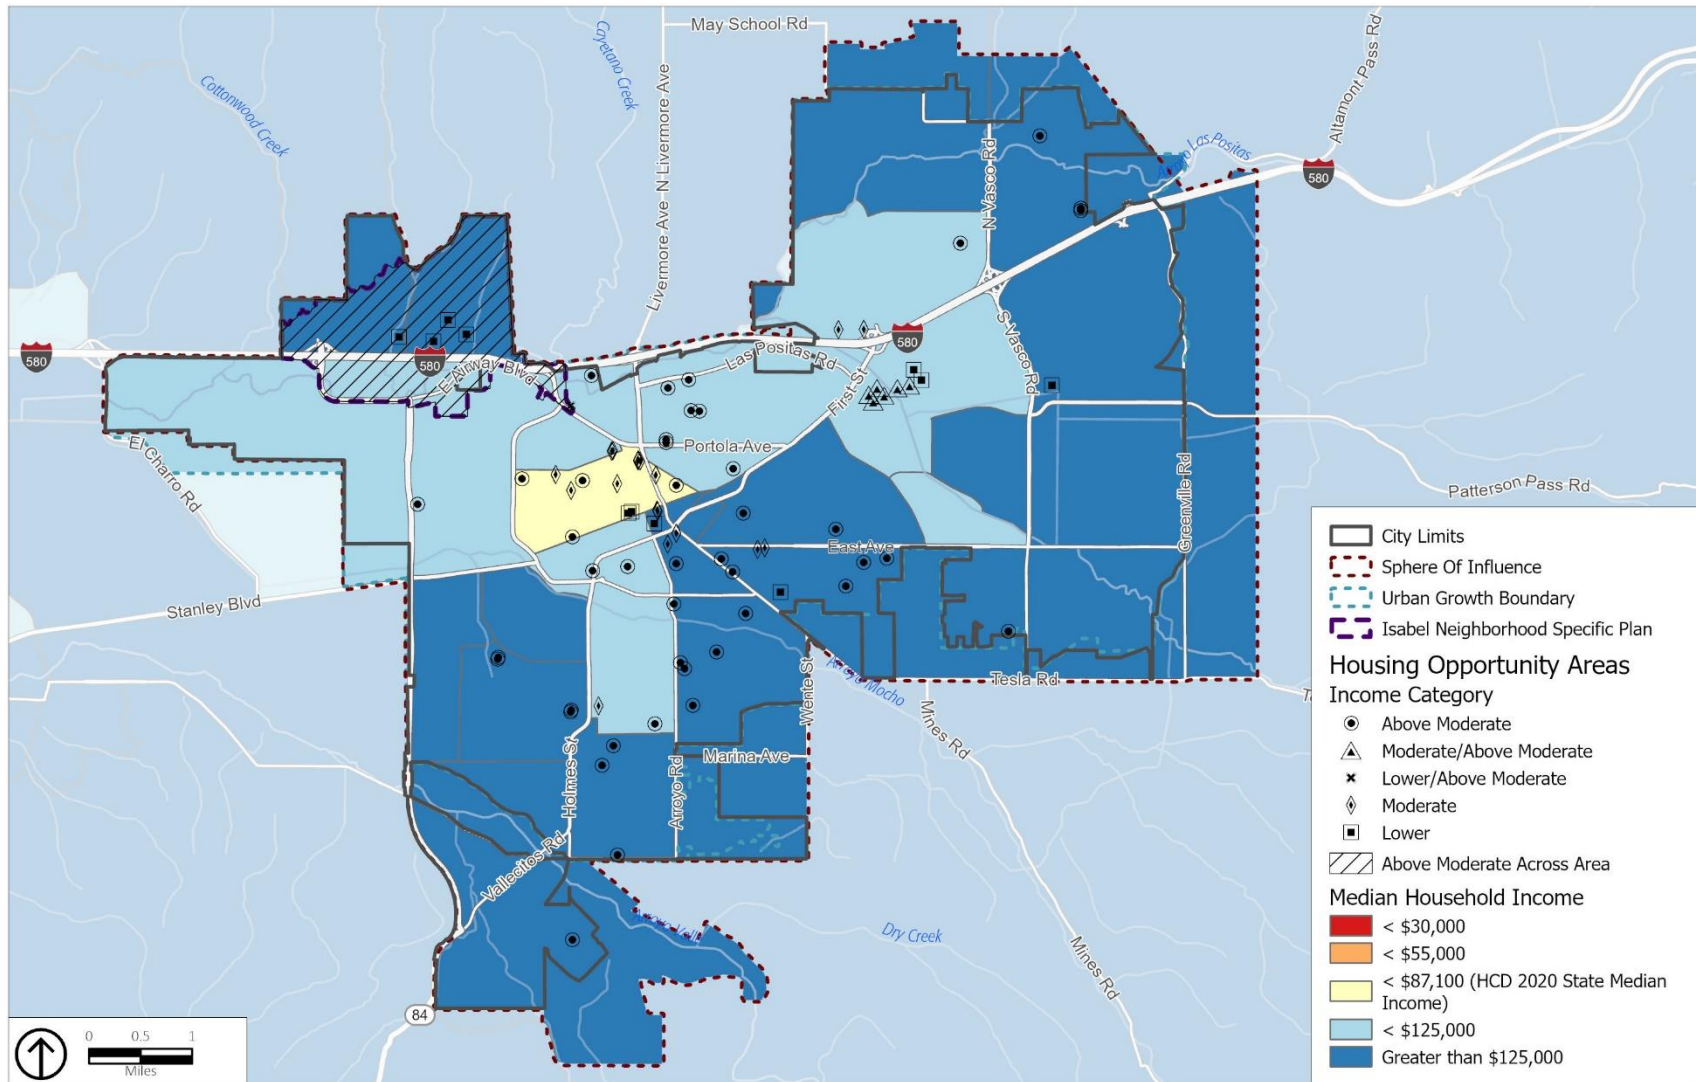 May School Rd
Cayetano Creek
Cottonwood Creek
Livermore Ave N Livermore Ave
Altamont Pass Rd
N Vasco Rd
Arroyo Las Positas
580
580
580
580
E Airway Blvd
Las Positas Rd
First St
S Vasco Rd
El Charro Rd
Portola Ave
Greenville Rd
Patterson Pass Rd
East Ave
Stanley Blvd
Arroyo Mocho
Tesla Rd
Wente St
Mines Rd
Marina Ave
Holmes St
Arroyo Rd
Vallecitos Rd
Dry Creek
Mines Rd
84
0 0.5 1
Miles
City Limits
Sphere Of Influence
Urban Growth Boundary
Isabel Neighborhood Specific Plan
Housing Opportunity Areas
Income Category
Above Moderate
Moderate/Above Moderate
Lower/Above Moderate
Moderate
Lower
Above Moderate Across Area
Median Household Income
< $30,000
< $55,000
< $87,100 (HCD 2020 State Median
Income)
< $125,000
Greater than $125,000